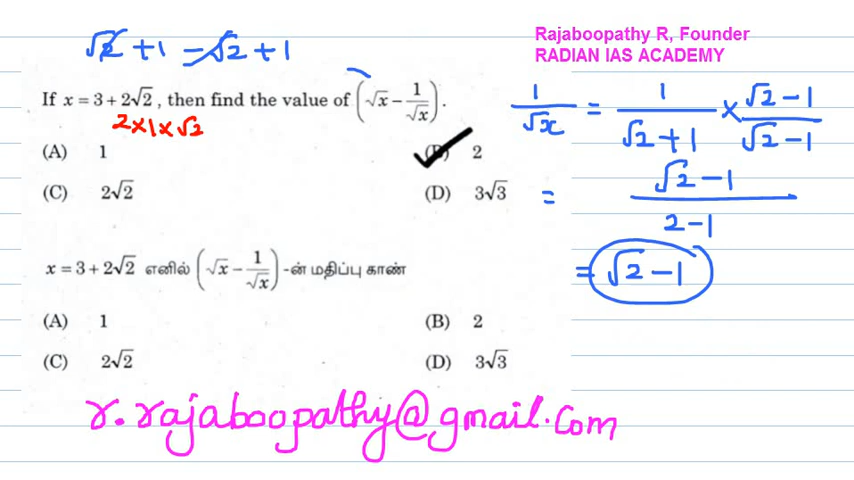 Rajaboopathy R, Founder
RADIAN IAS ACADEMY
√2 + 1 - √2 + 1
If x = 3 + 2√2 , then find the value of (√x − 1/√x).
2 × 1 × √2
(A) 1
(B) 2
(C) 2√2
(D) 3√3
1/√x = 1/(√2 + 1) × (√2 − 1)/(√2 − 1)
= (√2 − 1)/(2 − 1)
= √2 − 1
x = 3 + 2√2 எனில் (√x − 1/√x) -ன் மதிப்பு காண்
(A) 1
(B) 2
(C) 2√2
(D) 3√3
r.rajaboopathy@gmail.com